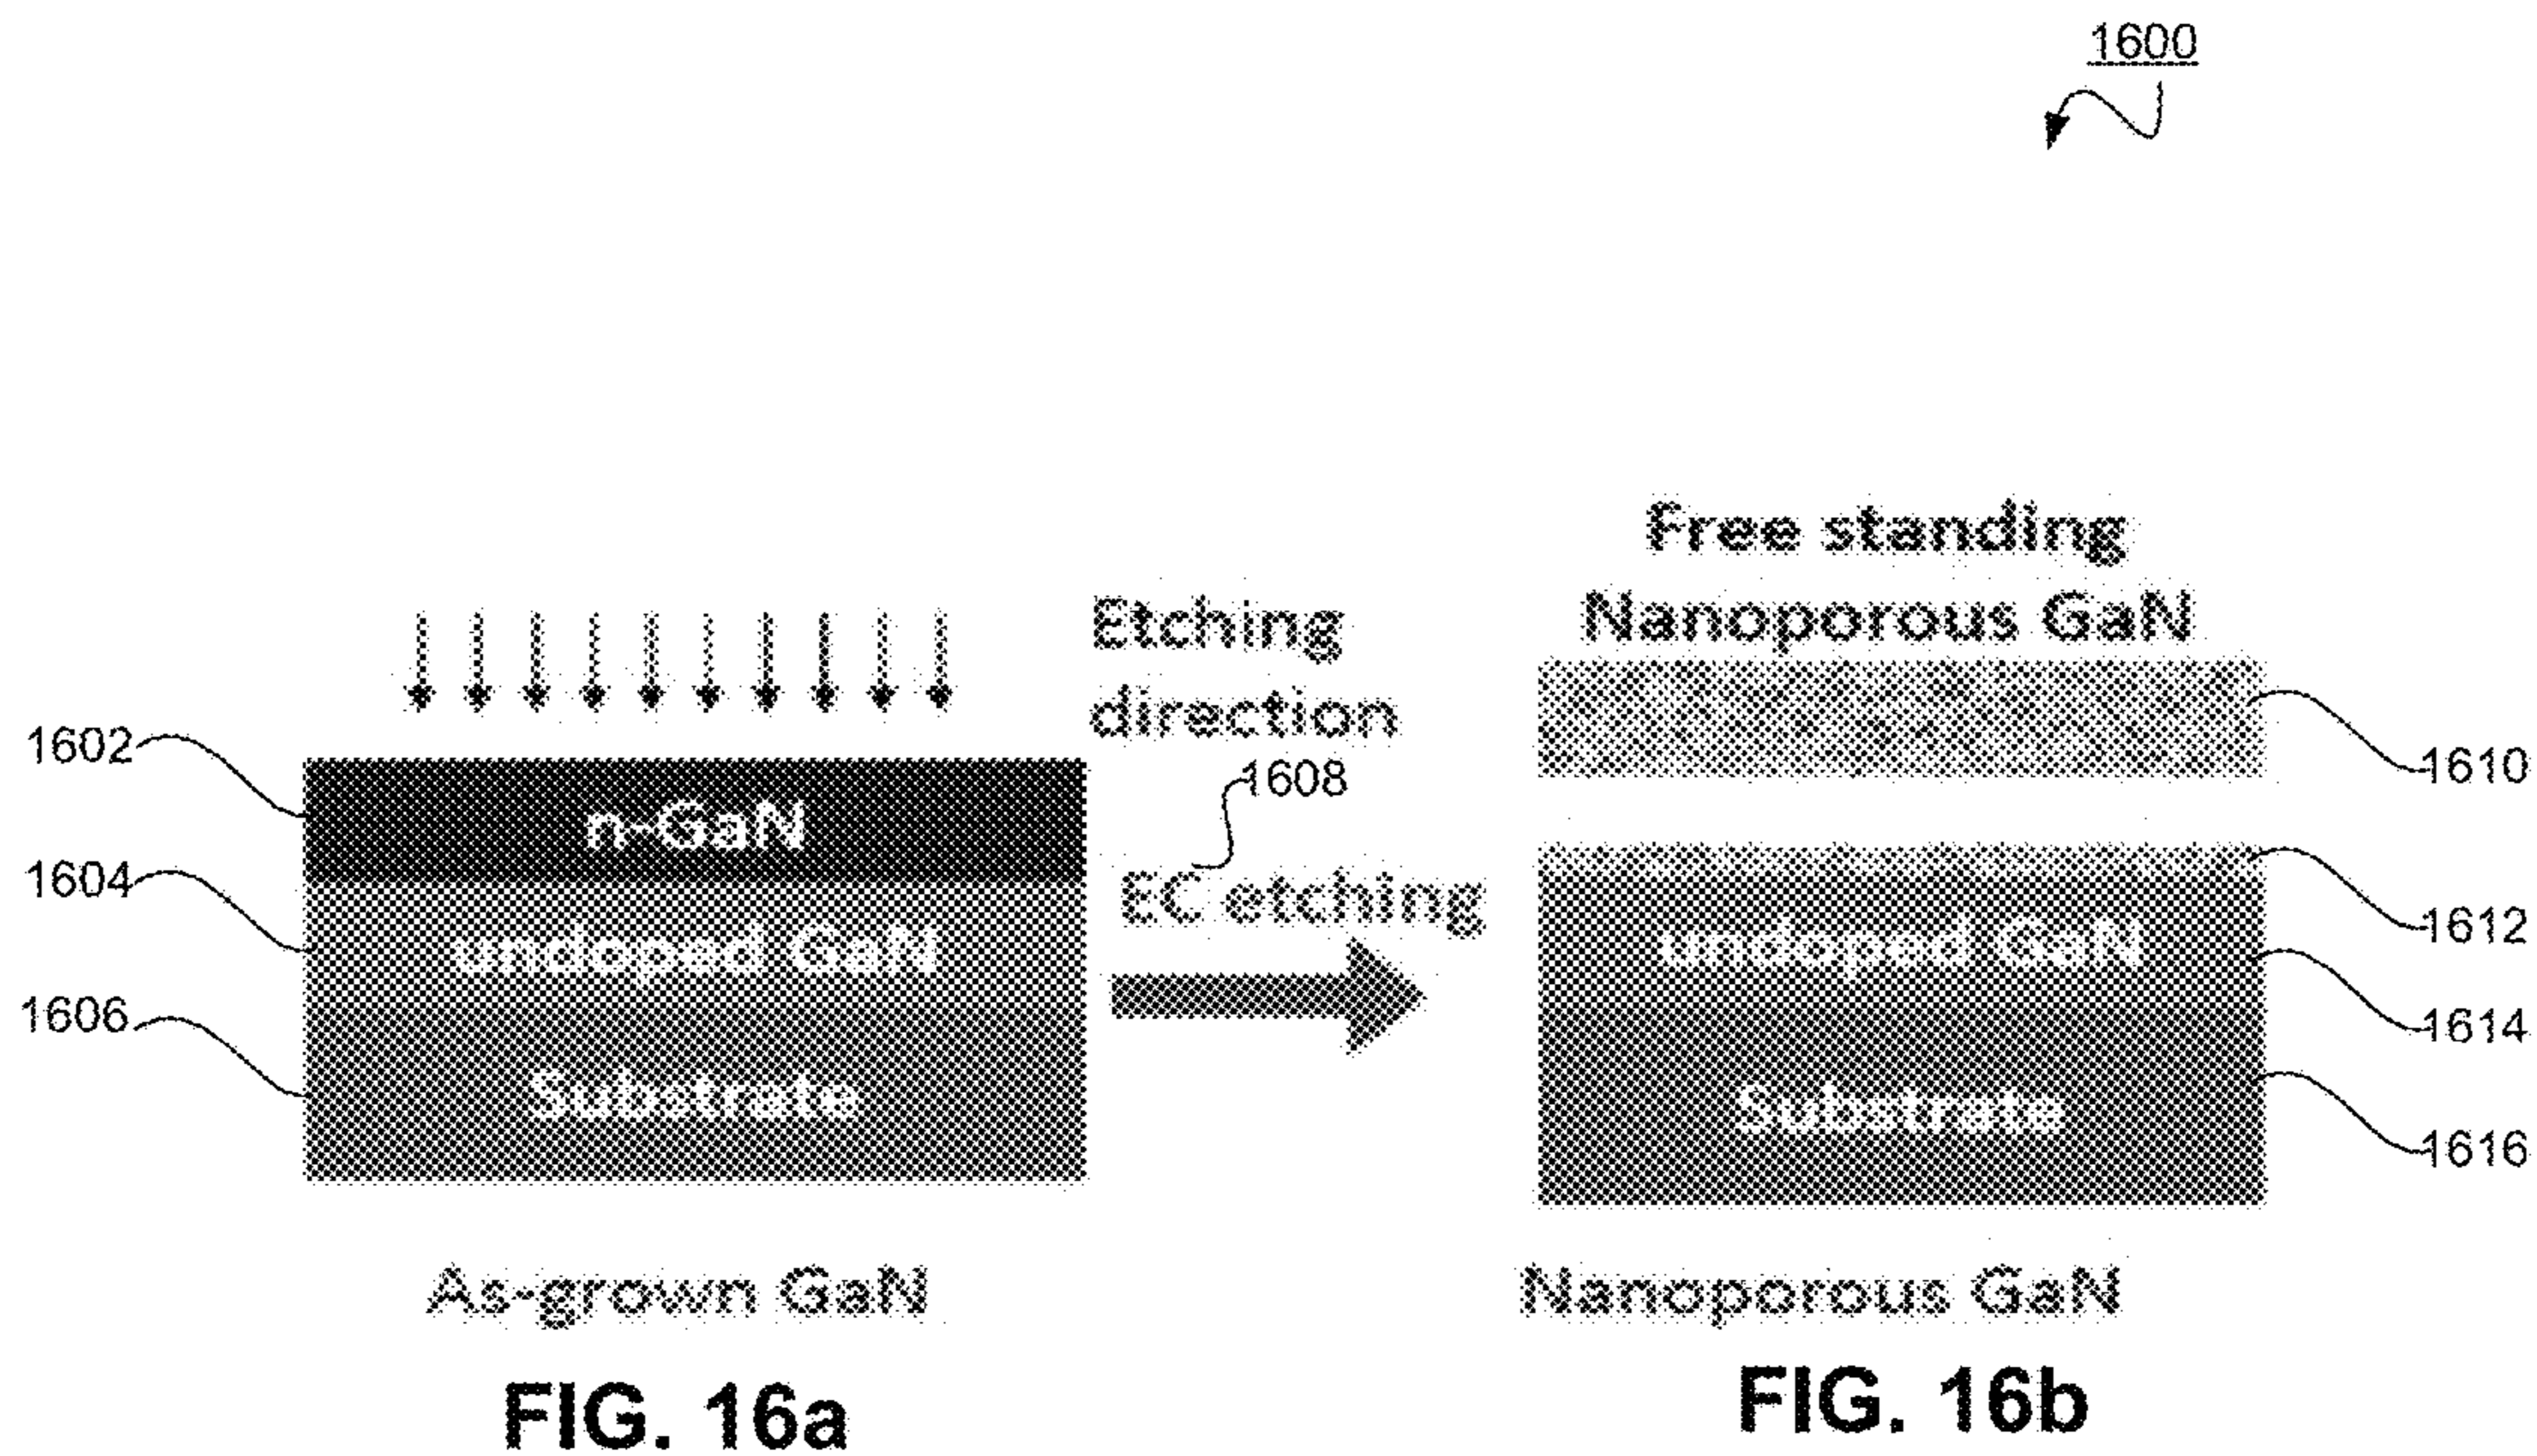 1600
Etching
direction
1602
n-GaN
1604
undoped GaN
1606
Substrate
1608
EC etching
Free standing
Nanoporous GaN
1610
1612
undoped GaN
1614
Substrate
1616
As-grown GaN
Nanoporous GaN
FIG. 16a
FIG. 16b